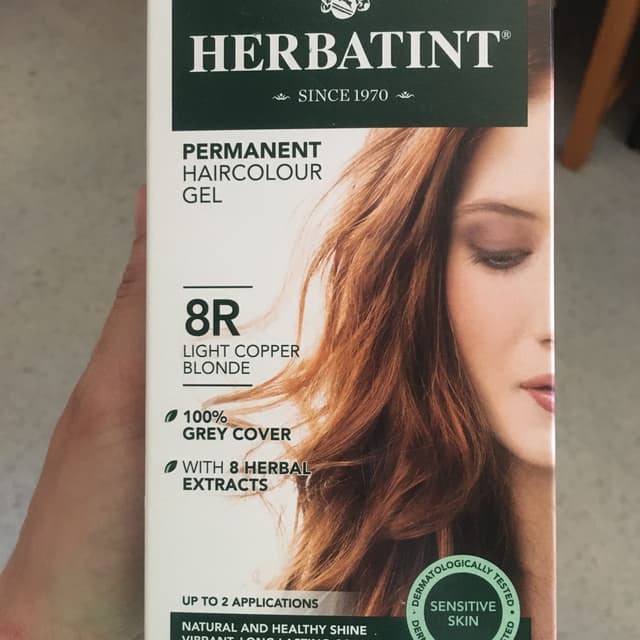 HERBATINT®
SINCE 1970
PERMANENT
HAIRCOLOUR
GEL
8R
LIGHT COPPER
BLONDE
100%
GREY COVER
WITH 8 HERBAL
EXTRACTS
UP TO 2 APPLICATIONS
DERMATOLOGICALLY TESTED
SENSITIVE
SKIN
NATURAL AND HEALTHY SHINE